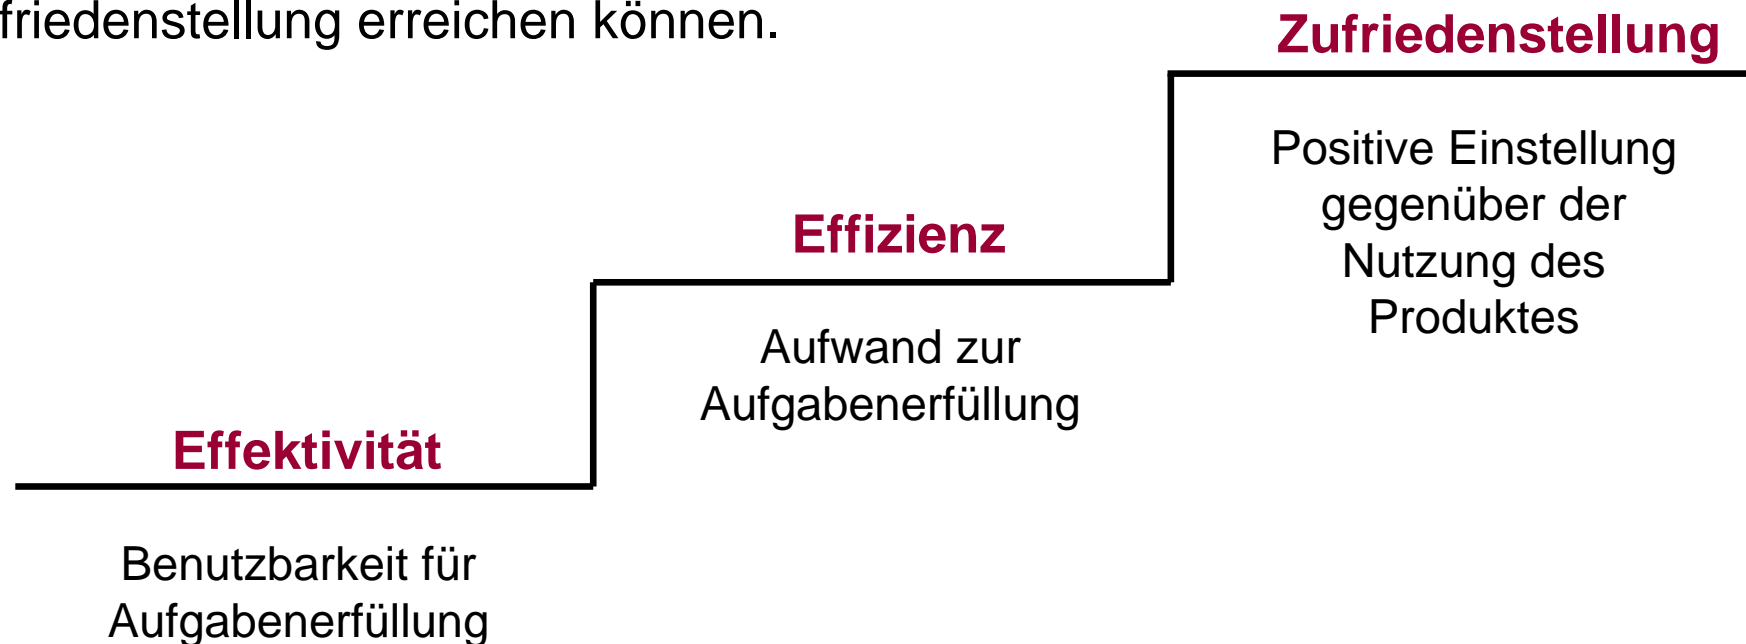 friedenstellung erreichen können.
Zufriedenstellung
Positive Einstellung
gegenüber der
Nutzung des
Produktes
Effizienz
Aufwand zur
Aufgabenerfüllung
Effektivität
Benutzbarkeit für
Aufgabenerfüllung